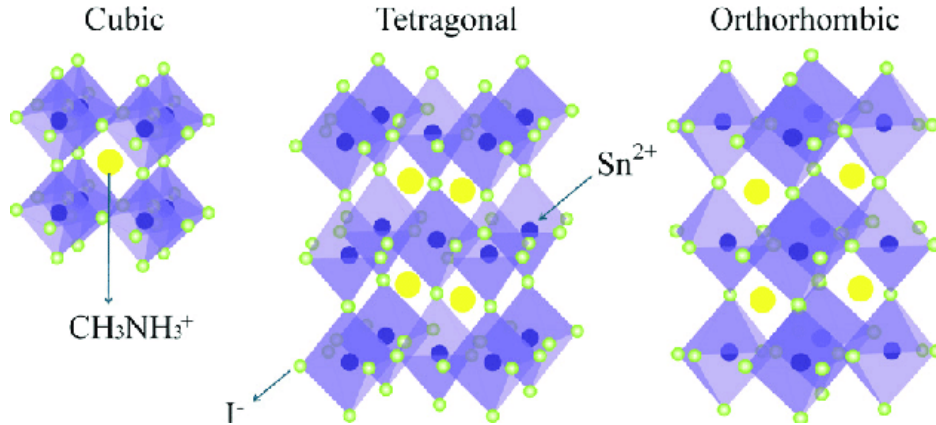 Cubic
Tetragonal
Orthorhombic
Sn²⁺
CH₃NH₃⁺
I⁻